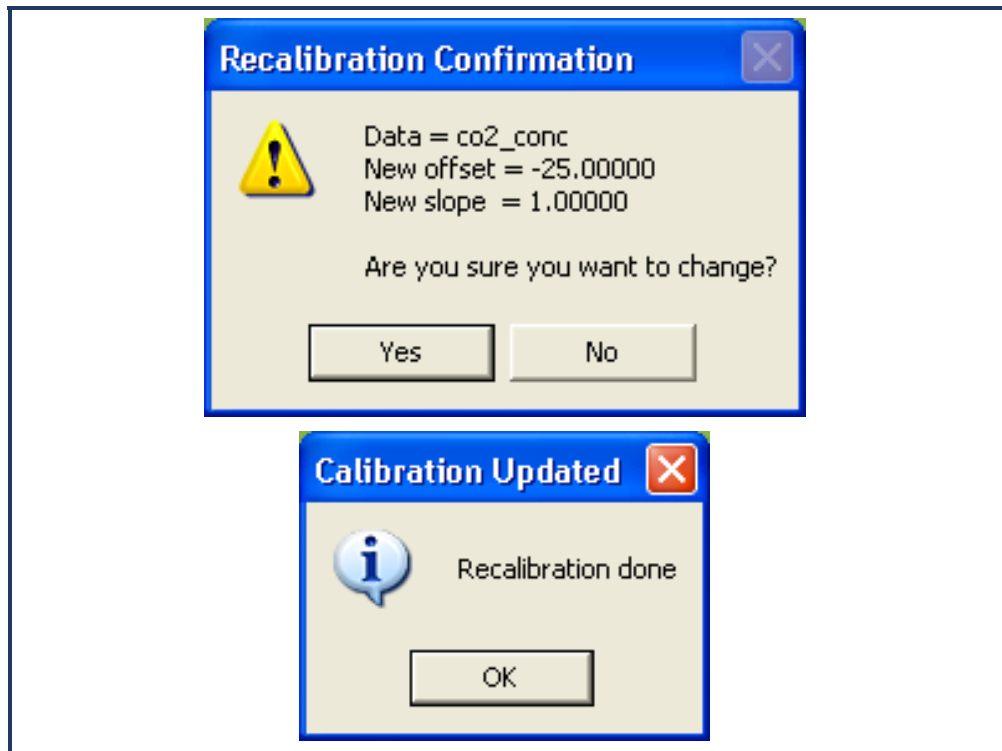 Recalibration Confirmation
Data = co2_conc
New offset = -25.00000
New slope = 1.00000
Are you sure you want to change?
Yes No
Calibration Updated
Recalibration done
OK